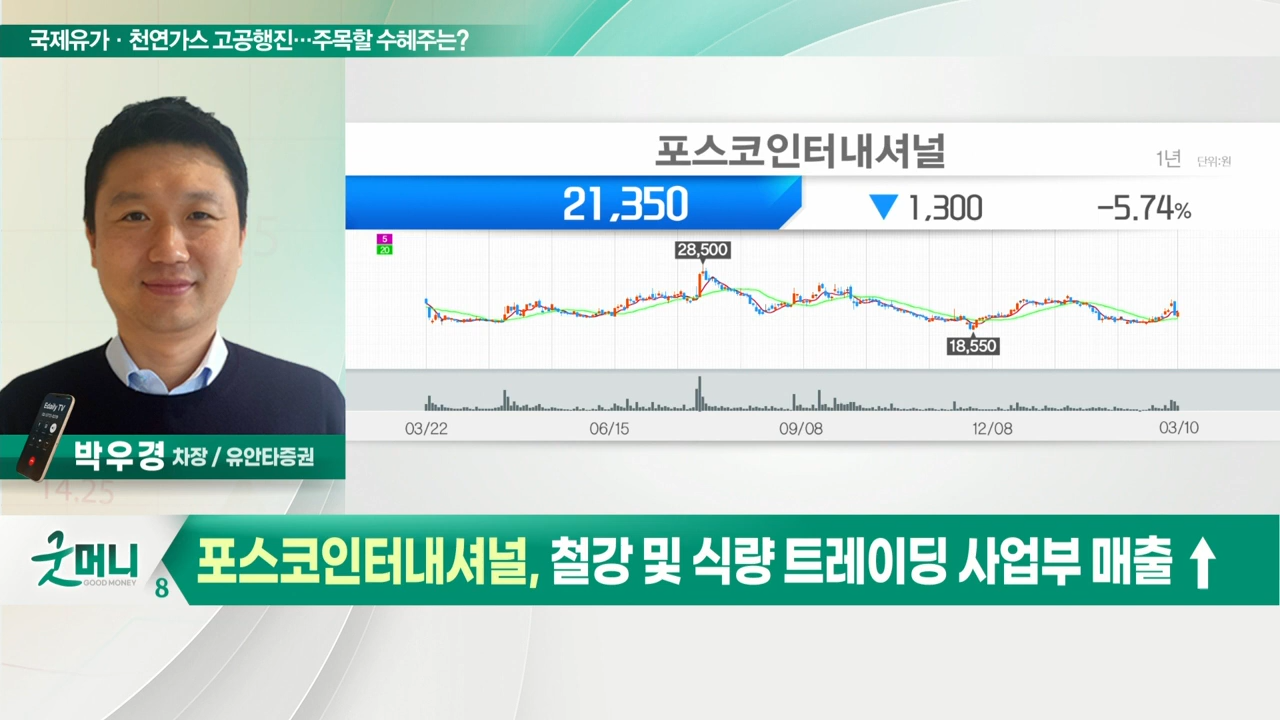 국제유가·천연가스 고공행진…주목할 수혜주는?
포스코인터내셔널
1년 단위:원
21,350 ▼ 1,300 -5.74%
5
20
28,500
18,550
03/22 06/15 09/08 12/08 03/10
Edaily TV
박우경 차장 / 유안타증권
14.25
굿머니
GOOD MONEY
8
포스코인터내셔널, 철강 및 식량 트레이딩 사업부 매출 ↑